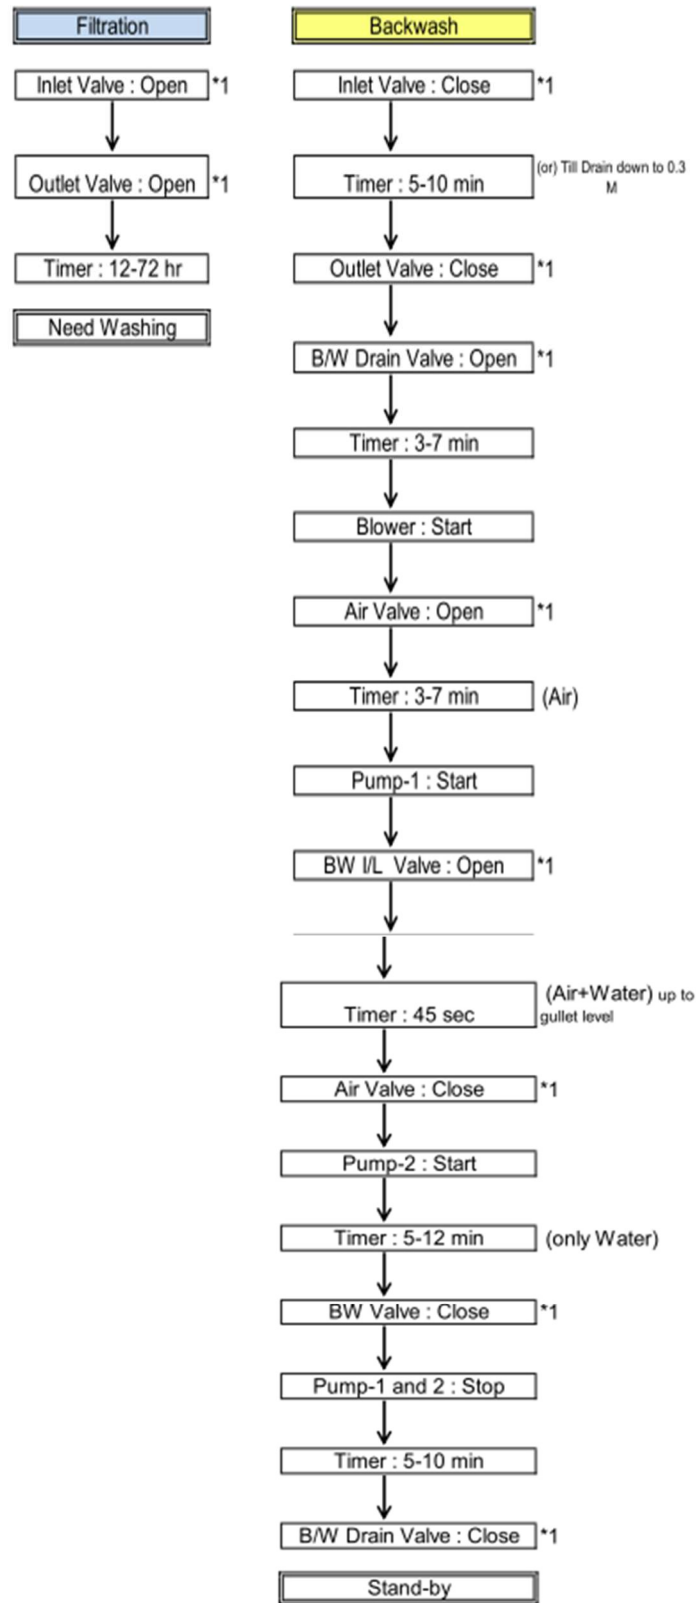 Filtration
Inlet Valve : Open *1
Outlet Valve : Open *1
Timer : 12-72 hr
Need Washing
Backwash
Inlet Valve : Close *1
Timer : 5-10 min
(or) Till Drain down to 0.3
M
Outlet Valve : Close *1
B/W Drain Valve : Open *1
Timer : 3-7 min
Blower : Start
Air Valve : Open *1
Timer : 3-7 min (Air)
Pump-1 : Start
BW I/L Valve : Open *1
Timer : 45 sec
(Air+Water) up to
gullet level
Air Valve : Close *1
Pump-2 : Start
Timer : 5-12 min (only Water)
BW Valve : Close *1
Pump-1 and 2 : Stop
Timer : 5-10 min
B/W Drain Valve : Close *1
Stand-by